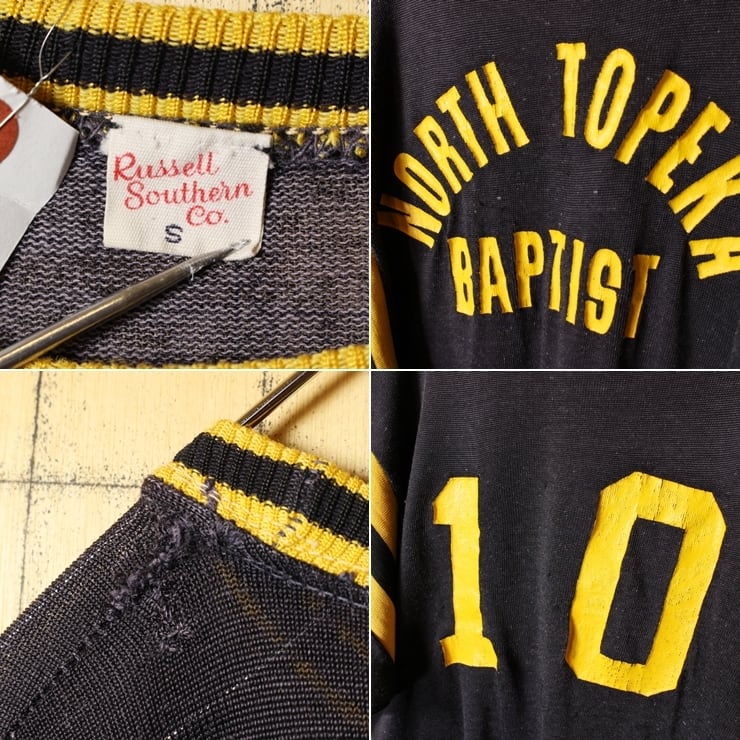 Russell
Southern
Co.
S
NORTH TOPEKA
BAPTIST
10